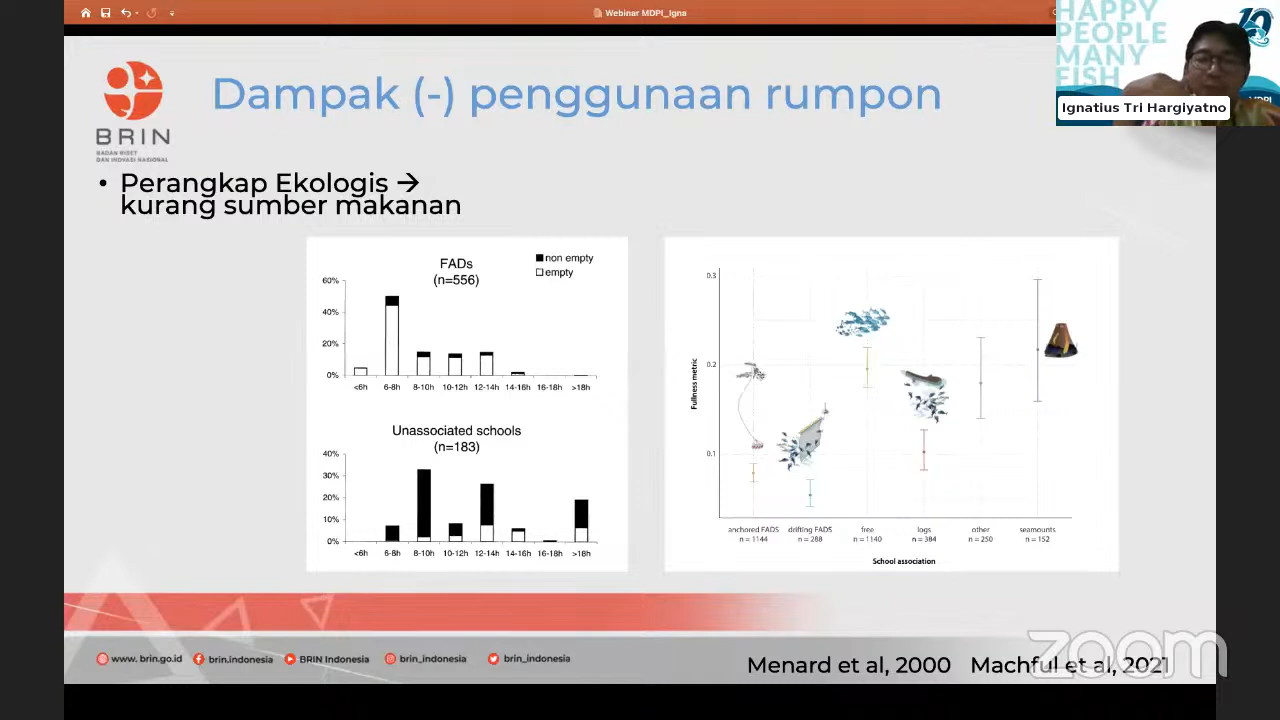 Webinar MDPI_Igna
HAPPY
PEOPLE
MANY
FISH
Ignatius Tri Hargiyatno
BRIN
BADAN RISET
DAN INOVASI NASIONAL
Dampak (-) penggunaan rumpon
• Perangkap Ekologis →
kurang sumber makanan
FADs
(n=556)
non empty
empty
60%
40%
20%
0%
<6h 6-8h 8-10h 10-12h 12-14h 14-16h 16-18h >18h
Unassociated schools
(n=183)
40%
30%
20%
10%
0%
<6h 6-8h 8-10h 10-12h 12-14h 14-16h 16-18h >18h
0.3
0.2
0.1
Fullness metric
anchored FADS drifting FADS free logs other seamounts
n = 1144 n = 288 n = 1140 n = 384 n = 250 n = 152
School association
www. brin.go.id brin.indonesia BRIN Indonesia brin_indonesia brin_indonesia
Menard et al, 2000 Machful et al, 2021
zoom